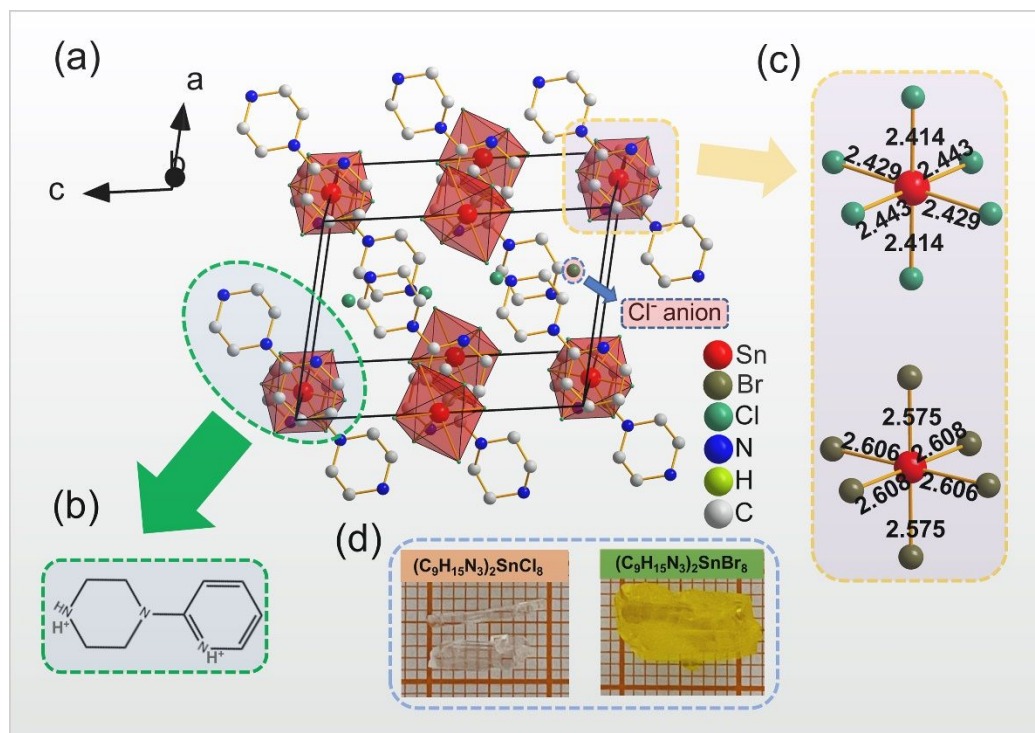 (a)
a
b
c
Cl⁻ anion
Sn
Br
Cl
N
H
C
(b)
HN
H⁺
N
N
H⁺
(c)
2.414
2.429
2.443
2.443
2.429
2.414
2.575
2.606
2.608
2.608
2.606
2.575
(d)
(C₉H₁₅N₃)₂SnCl₈
(C₉H₁₅N₃)₂SnBr₈